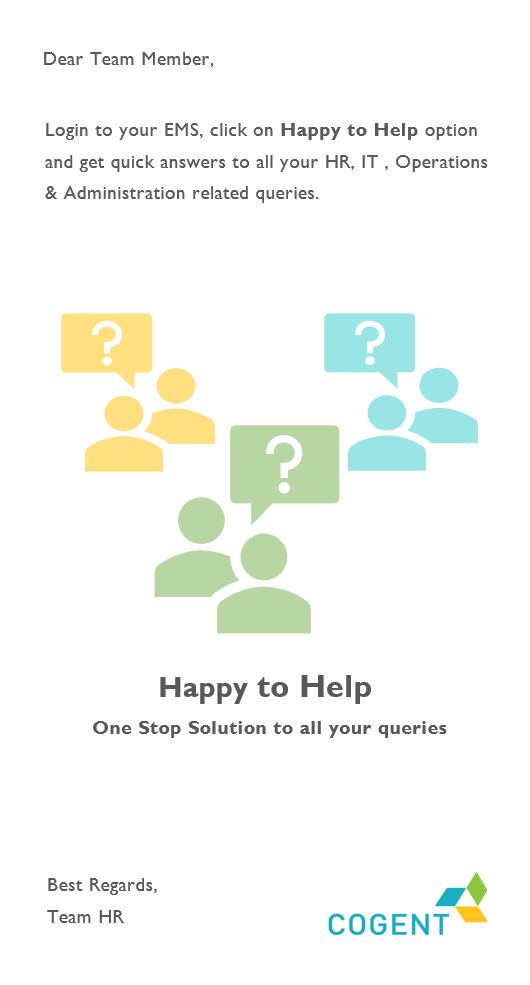 Dear Team Member,
Login to your EMS, click on Happy to Help option
and get quick answers to all your HR, IT , Operations
& Administration related queries.
?
?
?
Happy to Help
One Stop Solution to all your queries
Best Regards,
Team HR
COGENT